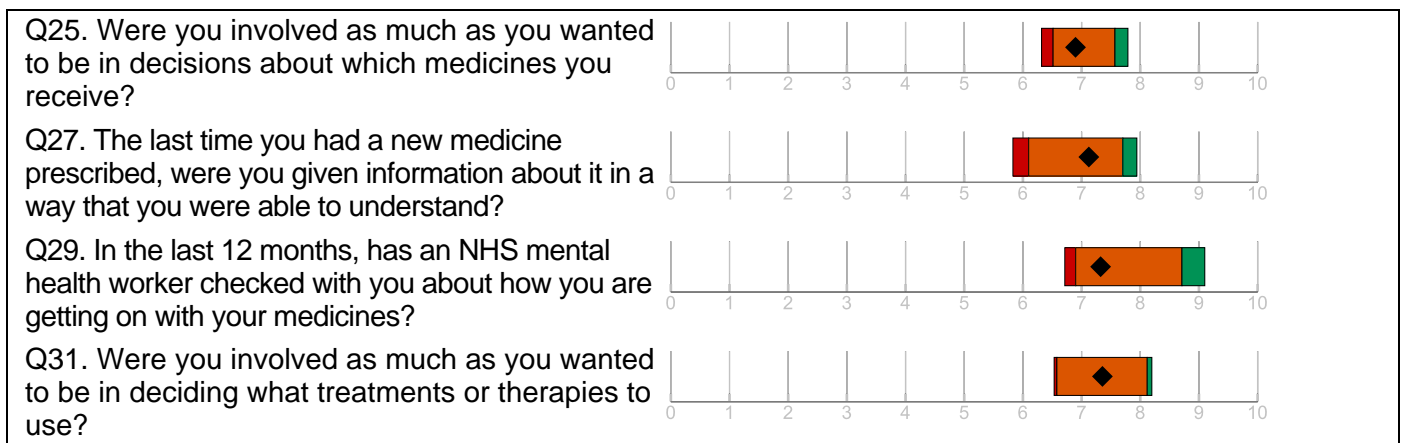 Q25. Were you involved as much as you wanted
to be in decisions about which medicines you
receive?
0 1 2 3 4 5 6 7 8 9 10
Q27. The last time you had a new medicine
prescribed, were you given information about it in a
way that you were able to understand?
0 1 2 3 4 5 6 7 8 9 10
Q29. In the last 12 months, has an NHS mental
health worker checked with you about how you are
getting on with your medicines?
0 1 2 3 4 5 6 7 8 9 10
Q31. Were you involved as much as you wanted
to be in deciding what treatments or therapies to
use?
0 1 2 3 4 5 6 7 8 9 10